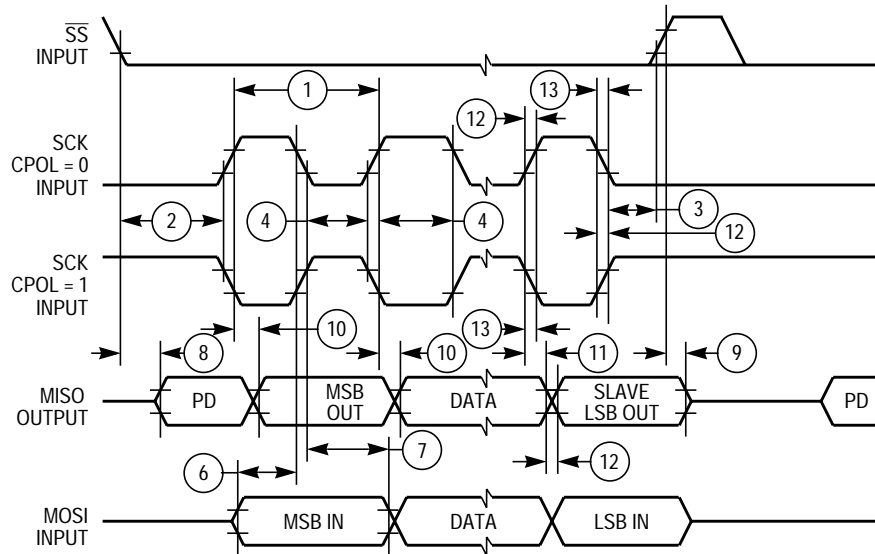 SS
INPUT
1
13
12
SCK
CPOL = 0
INPUT
2
4
4
3
12
SCK
CPOL = 1
INPUT
8
10
10
13
11
9
MISO
OUTPUT
PD
MSB
OUT
DATA
SLAVE
LSB OUT
PD
6
7
12
MOSI
INPUT
MSB IN
DATA
LSB IN